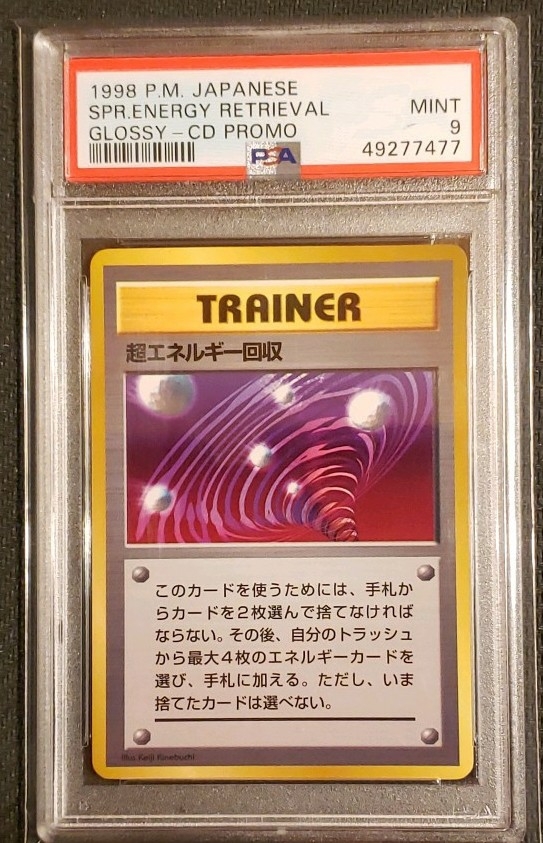 1998 P.M. JAPANESE
SPR.ENERGY RETRIEVAL MINT
GLOSSY-CD PROMO 9
PSA 49277477
TRAINER
超エネルギー回収
このカードを使うためには、手札か
らカードを2枚選んで捨てなければ
ならない。その後、自分のトラッシュ
から最大4枚のエネルギーカードを
選び、手札に加える。ただし、いま
捨てたカードは選べない。
Illus. Keiji Kinebuchi